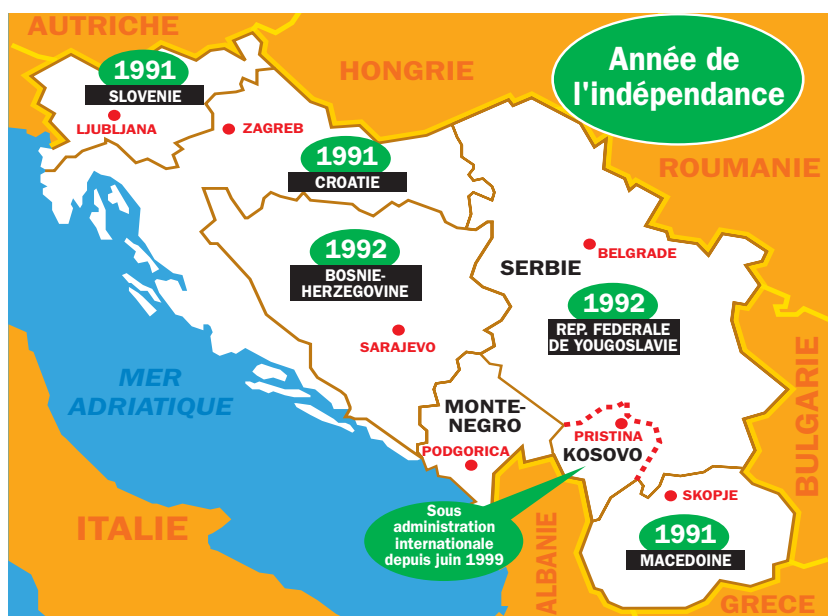 AUTRICHE
HONGRIE
Année de
l'indépendance
1991
SLOVENIE
LJUBLJANA
ZAGREB
1991
CROATIE
ROUMANIE
1992
BOSNIE-
HERZEGOVINE
SARAJEVO
BELGRADE
SERBIE
1992
REP. FEDERALE
DE YOUGOSLAVIE
MER
ADRIATIQUE
MONTE-
NEGRO
PODGORICA
PRISTINA
KOSOVO
BULGARIE
ITALIE
Sous
administration
internationale
depuis juin 1999
ALBANIE
SKOPJE
1991
MACEDOINE
GRECE